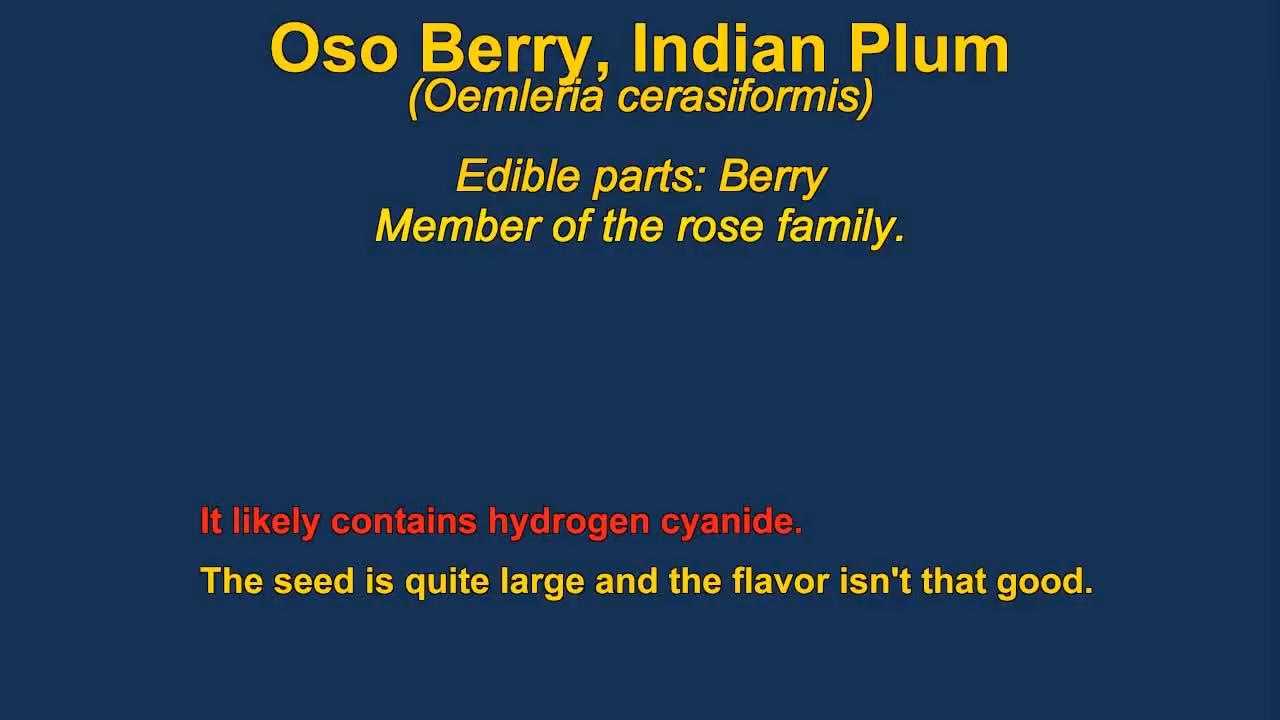 Oso Berry, Indian Plum
(Oemleria cerasiformis)
Edible parts: Berry
Member of the rose family.
It likely contains hydrogen cyanide.
The seed is quite large and the flavor isn't that good.